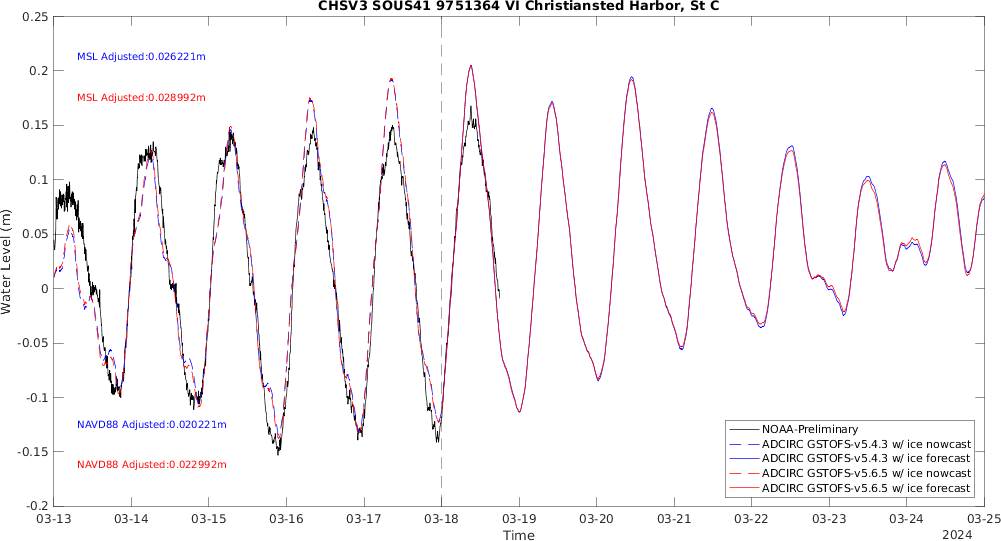 CHSV3 SOUS41 9751364 VI Christiansted Harbor, St C
0.25
0.2
0.15
0.1
0.05
0
-0.05
-0.1
-0.15
-0.2
Water Level (m)
MSL Adjusted:0.026221m
MSL Adjusted:0.028992m
NAVD88 Adjusted:0.020221m
NAVD88 Adjusted:0.022992m
NOAA-Preliminary
ADCIRC GSTOFS-v5.4.3 w/ ice nowcast
ADCIRC GSTOFS-v5.4.3 w/ ice forecast
ADCIRC GSTOFS-v5.6.5 w/ ice nowcast
ADCIRC GSTOFS-v5.6.5 w/ ice forecast
03-13 03-14 03-15 03-16 03-17 03-18 03-19 03-20 03-21 03-22 03-23 03-24 03-25
Time
2024